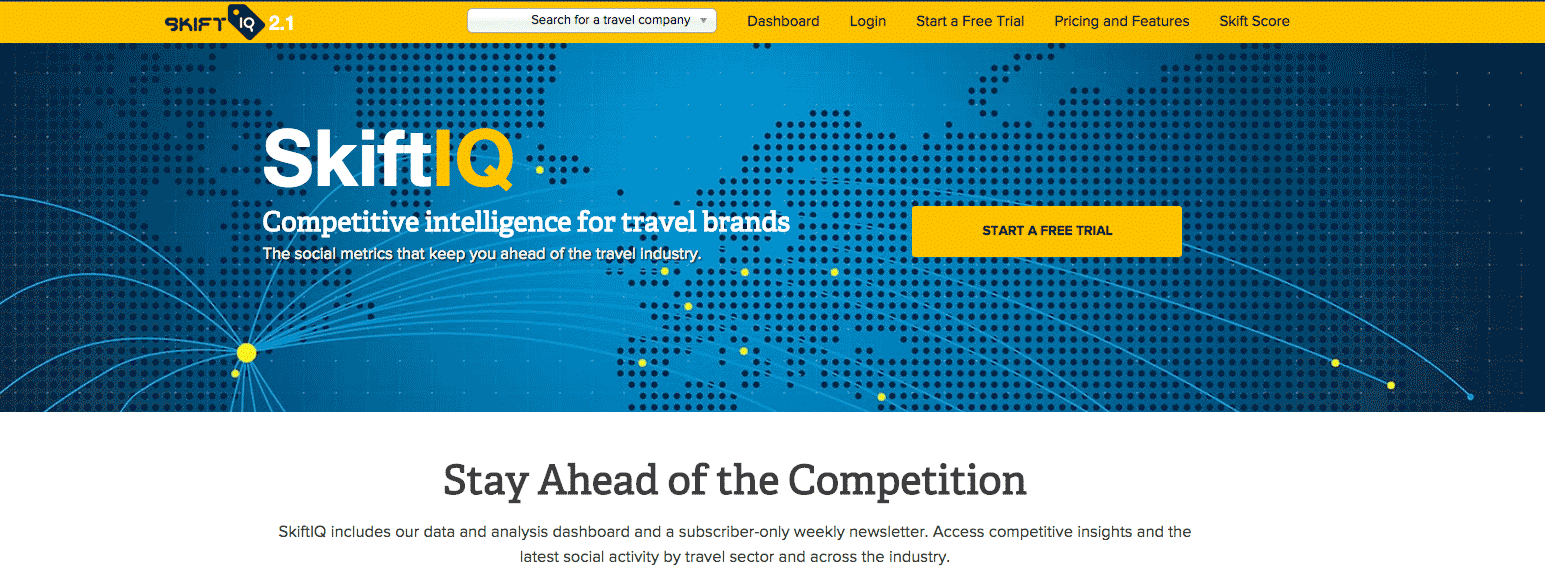 SKIFT IQ 2.1
Search for a travel company
Dashboard
Login
Start a Free Trial
Pricing and Features
Skift Score
SkiftIQ
Competitive intelligence for travel brands
The social metrics that keep you ahead of the travel industry.
START A FREE TRIAL
Stay Ahead of the Competition
SkiftIQ includes our data and analysis dashboard and a subscriber-only weekly newsletter. Access competitive insights and the
latest social activity by travel sector and across the industry.